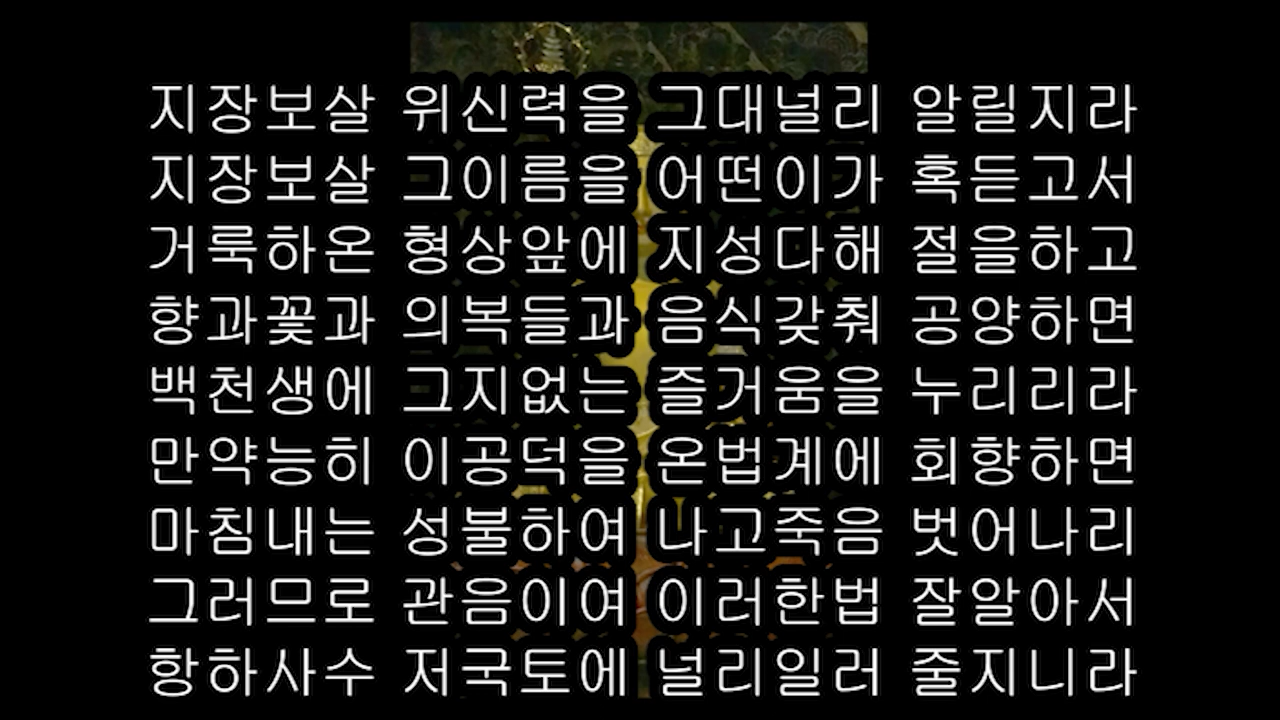 지장보살 위신력을 그대널리 알릴지라
지장보살 그이름을 어떤이가 혹듣고서
거룩하온 형상앞에 지성다해 절을하고
향과꽃과 의복들과 음식갖춰 공양하면
백천생에 그지없는 즐거움을 누리리라
만약능히 이공덕을 온법계에 회향하면
마침내는 성불하여 나고죽음 벗어나리
그러므로 관음이여 이러한법 잘알아서
항하사수 저국토에 널리일러 줄지니라